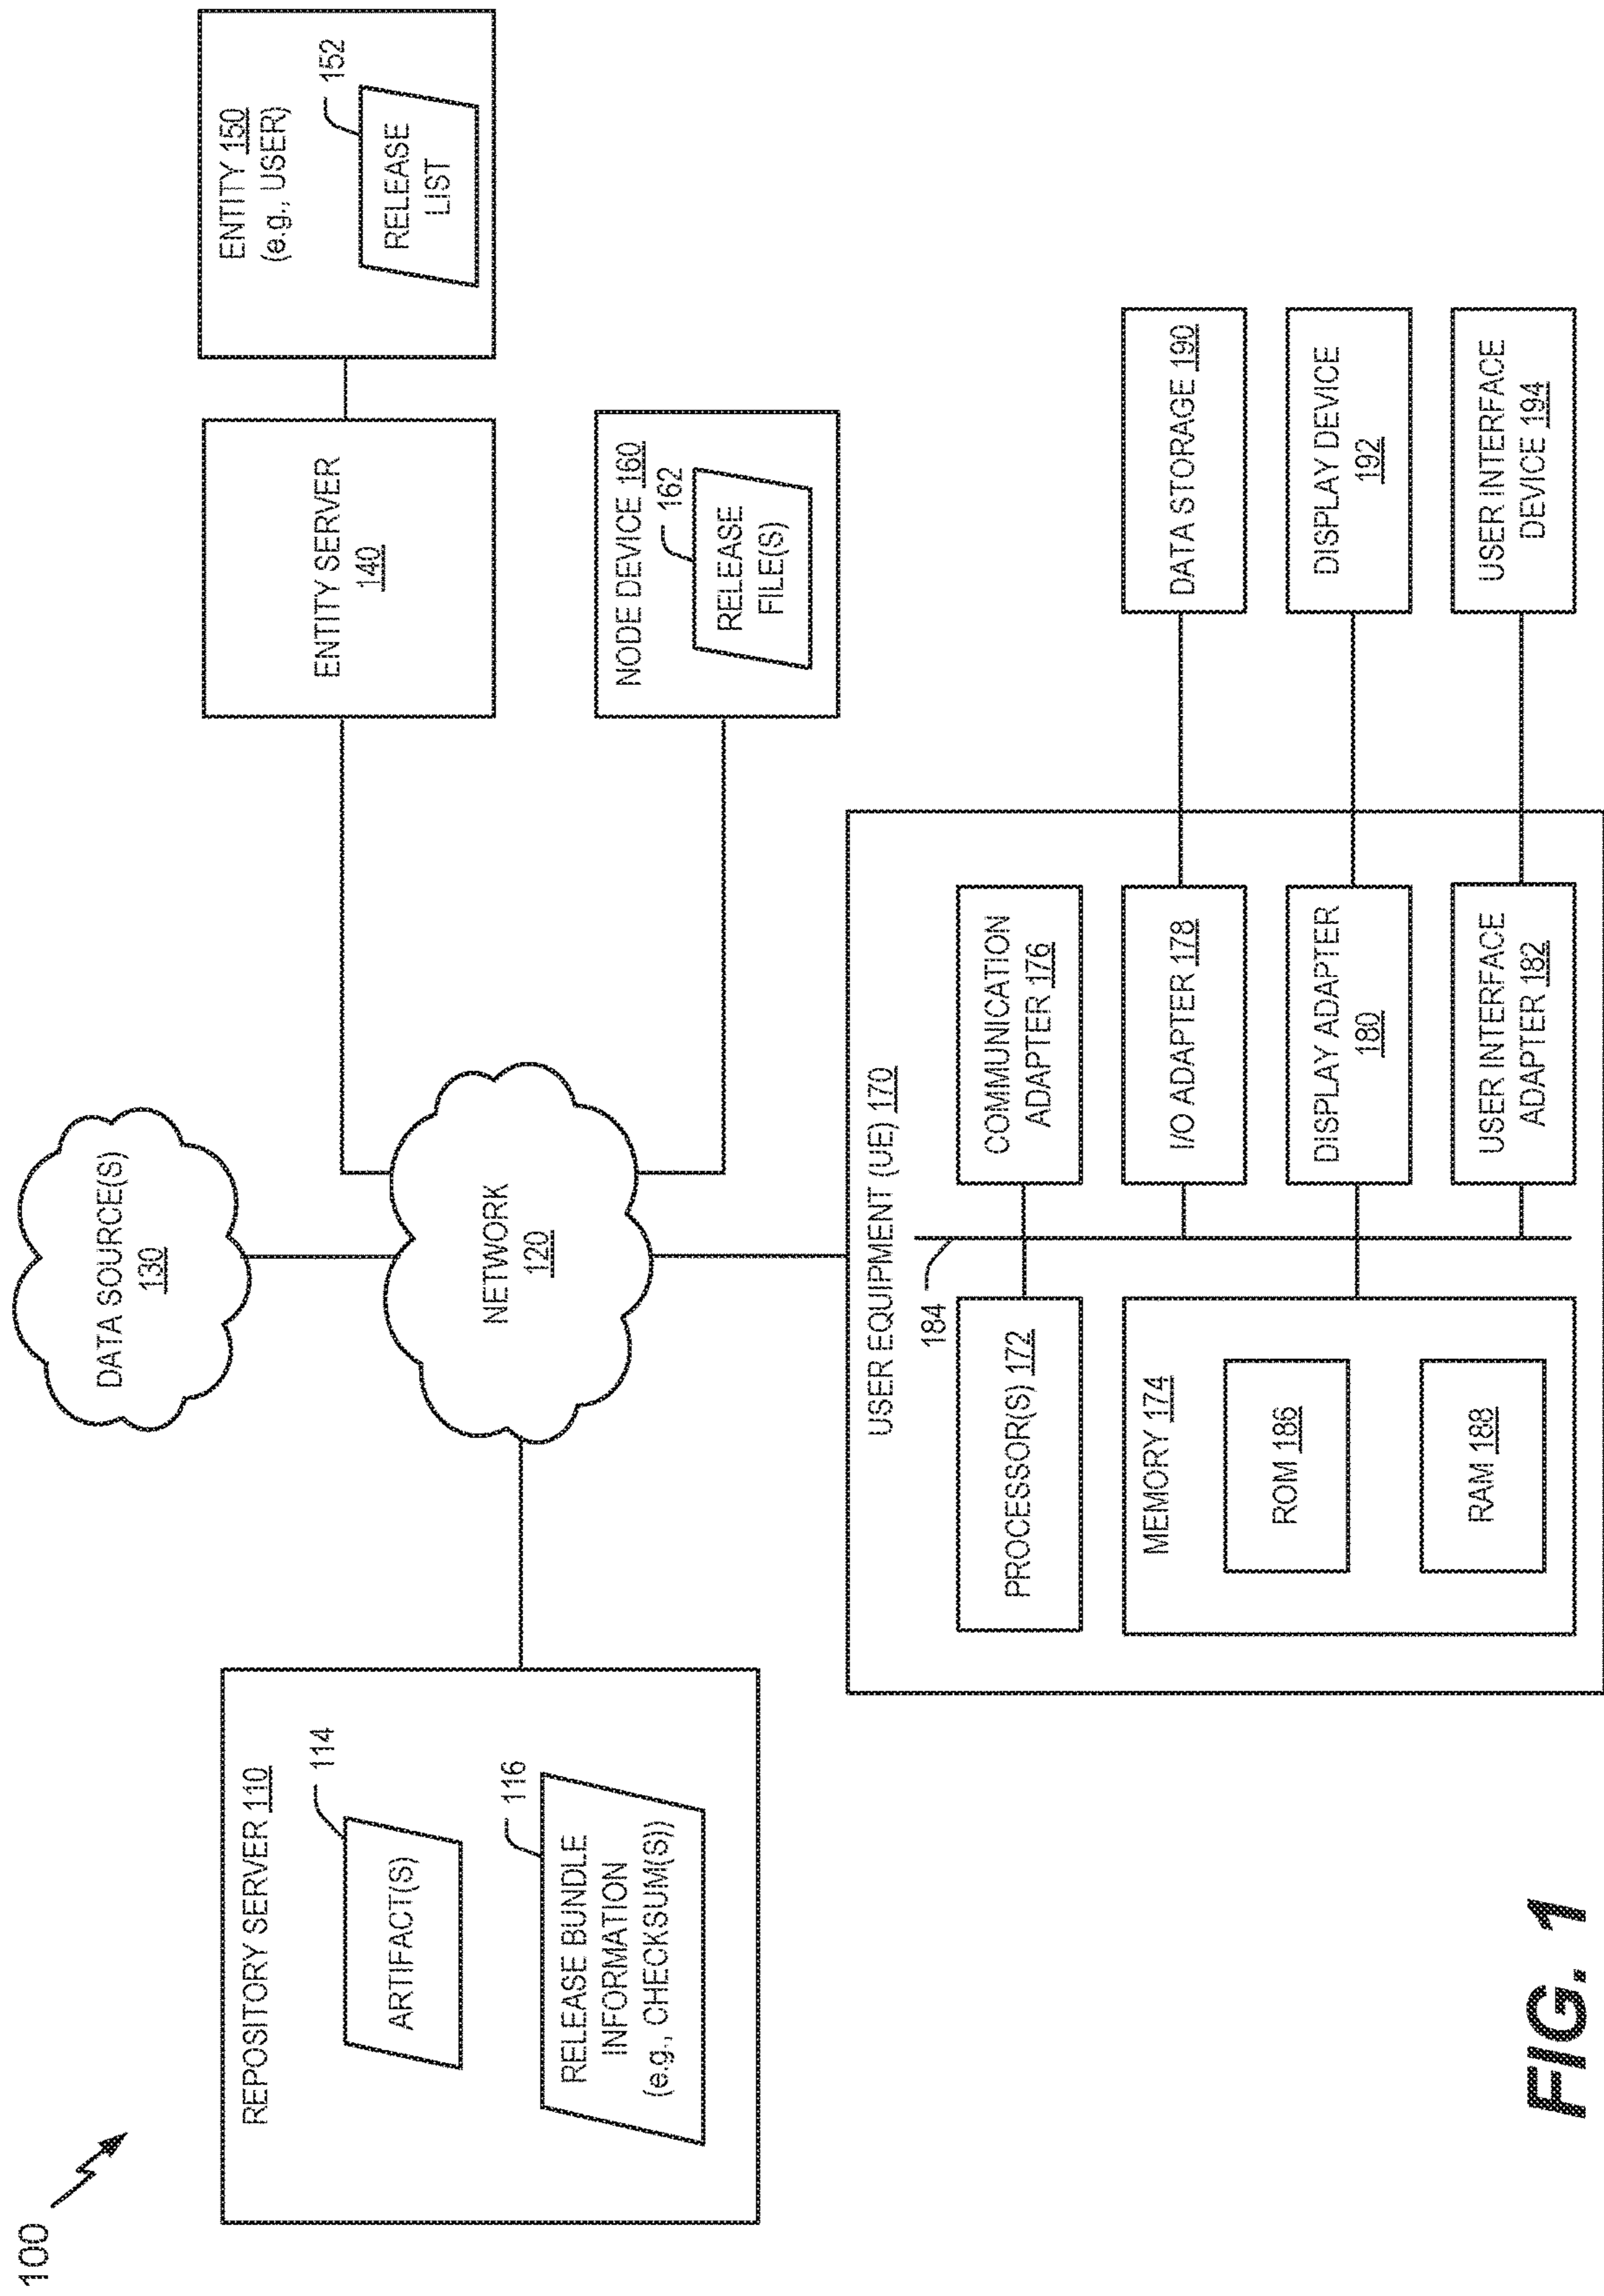 100
REPOSITORY SERVER 110
114
ARTIFACT(S)
116
RELEASE BUNDLE
INFORMATION
(e.g., CHECKSUM(S))
DATA SOURCE(S)
130
NETWORK
120
ENTITY SERVER
140
ENTITY 150
(e.g., USER)
152
RELEASE
LIST
NODE DEVICE 160
162
RELEASE
FILE(S)
USER EQUIPMENT (UE) 170
184
PROCESSOR(S) 172
COMMUNICATION
ADAPTER 176
MEMORY 174
ROM 186
RAM 188
I/O ADAPTER 178
DISPLAY ADAPTER
180
USER INTERFACE
ADAPTER 182
DATA STORAGE 190
DISPLAY DEVICE
192
USER INTERFACE
DEVICE 194
FIG. 1